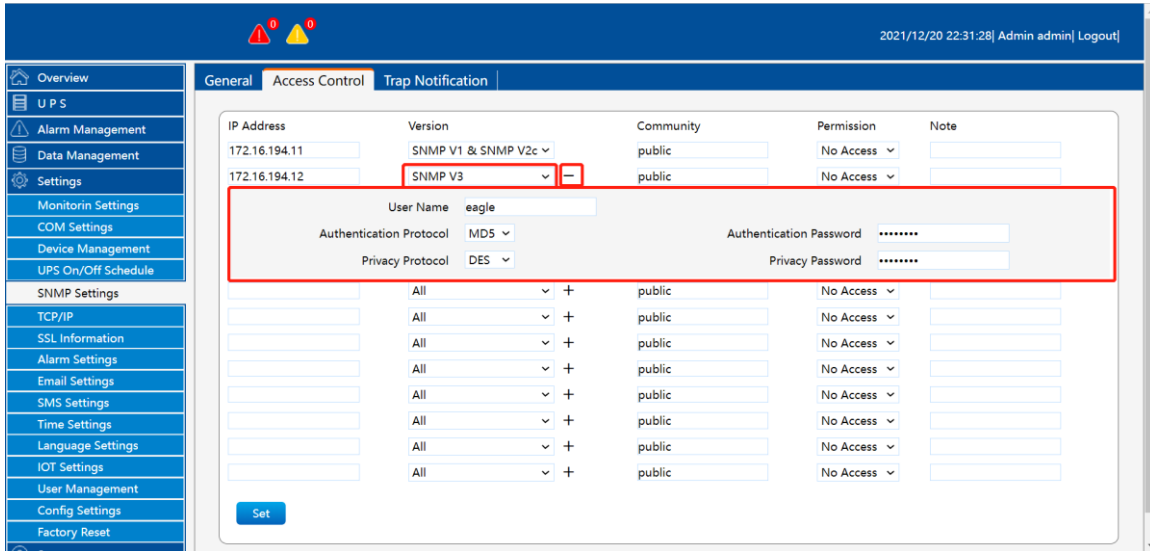 0 0
2021/12/20 22:31:28| Admin admin| Logout|
Overview
UPS
Alarm Management
Data Management
Settings
Monitorin Settings
COM Settings
Device Management
UPS On/Off Schedule
SNMP Settings
TCP/IP
SSL Information
Alarm Settings
Email Settings
SMS Settings
Time Settings
Language Settings
IOT Settings
User Management
Config Settings
Factory Reset
General Access Control Trap Notification
IP Address Version Community Permission Note
172.16.194.11 SNMP V1 & SNMP V2c public No Access
172.16.194.12 SNMP V3 − public No Access
User Name eagle
Authentication Protocol MD5 Authentication Password ••••••••
Privacy Protocol DES Privacy Password ••••••••
All + public No Access
All + public No Access
All + public No Access
All + public No Access
All + public No Access
All + public No Access
All + public No Access
All + public No Access
Set